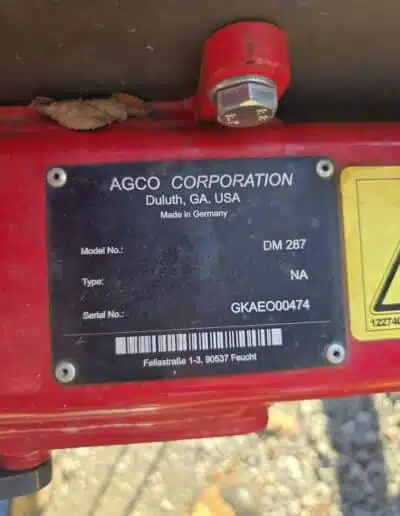 AGCO CORPORATION
Duluth, GA. USA
Made in Germany
Model No.: DM 287
Type: NA
Serial No.: GKAEO00474
Fellastraße 1-3, 90537 Feucht